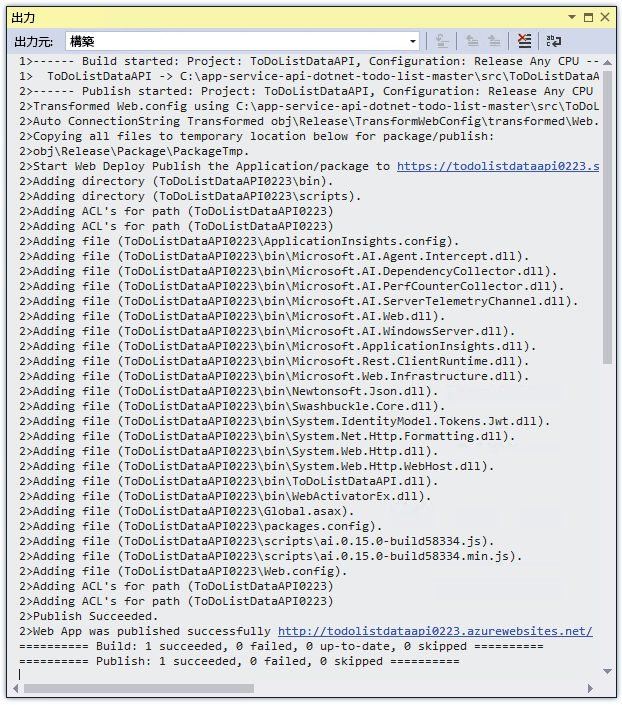 出力
出力元: 構築
1>------ Build started: Project: ToDoListDataAPI, Configuration: Release Any CPU --
1>  ToDoListDataAPI -> C:\app-service-api-dotnet-todo-list-master\src\ToDoListDataA
2>------ Publish started: Project: ToDoListDataAPI, Configuration: Release Any CPU
2>Transformed Web.config using C:\app-service-api-dotnet-todo-list-master\src\ToDoL
2>Auto ConnectionString Transformed obj\Release\TransformWebConfig\transformed\Web.
2>Copying all files to temporary location below for package/publish:
2>obj\Release\Package\PackageTmp.
2>Start Web Deploy Publish the Application/package to https://todolistdataapi0223.s
2>Adding directory (ToDoListDataAPI0223\bin).
2>Adding directory (ToDoListDataAPI0223\scripts).
2>Adding ACL's for path (ToDoListDataAPI0223)
2>Adding ACL's for path (ToDoListDataAPI0223)
2>Adding file (ToDoListDataAPI0223\ApplicationInsights.config).
2>Adding file (ToDoListDataAPI0223\bin\Microsoft.AI.Agent.Intercept.dll).
2>Adding file (ToDoListDataAPI0223\bin\Microsoft.AI.DependencyCollector.dll).
2>Adding file (ToDoListDataAPI0223\bin\Microsoft.AI.PerfCounterCollector.dll).
2>Adding file (ToDoListDataAPI0223\bin\Microsoft.AI.ServerTelemetryChannel.dll).
2>Adding file (ToDoListDataAPI0223\bin\Microsoft.AI.Web.dll).
2>Adding file (ToDoListDataAPI0223\bin\Microsoft.AI.WindowsServer.dll).
2>Adding file (ToDoListDataAPI0223\bin\Microsoft.ApplicationInsights.dll).
2>Adding file (ToDoListDataAPI0223\bin\Microsoft.Rest.ClientRuntime.dll).
2>Adding file (ToDoListDataAPI0223\bin\Microsoft.Web.Infrastructure.dll).
2>Adding file (ToDoListDataAPI0223\bin\Newtonsoft.Json.dll).
2>Adding file (ToDoListDataAPI0223\bin\Swashbuckle.Core.dll).
2>Adding file (ToDoListDataAPI0223\bin\System.IdentityModel.Tokens.Jwt.dll).
2>Adding file (ToDoListDataAPI0223\bin\System.Net.Http.Formatting.dll).
2>Adding file (ToDoListDataAPI0223\bin\System.Web.Http.dll).
2>Adding file (ToDoListDataAPI0223\bin\System.Web.Http.WebHost.dll).
2>Adding file (ToDoListDataAPI0223\bin\ToDoListDataAPI.dll).
2>Adding file (ToDoListDataAPI0223\bin\WebActivatorEx.dll).
2>Adding file (ToDoListDataAPI0223\Global.asax).
2>Adding file (ToDoListDataAPI0223\packages.config).
2>Adding file (ToDoListDataAPI0223\scripts\ai.0.15.0-build58334.js).
2>Adding file (ToDoListDataAPI0223\scripts\ai.0.15.0-build58334.min.js).
2>Adding file (ToDoListDataAPI0223\Web.config).
2>Adding ACL's for path (ToDoListDataAPI0223)
2>Adding ACL's for path (ToDoListDataAPI0223)
2>Publish Succeeded.
2>Web App was published successfully http://todolistdataapi0223.azurewebsites.net/
========== Build: 1 succeeded, 0 failed, 0 up-to-date, 0 skipped ==========
========== Publish: 1 succeeded, 0 failed, 0 skipped ==========